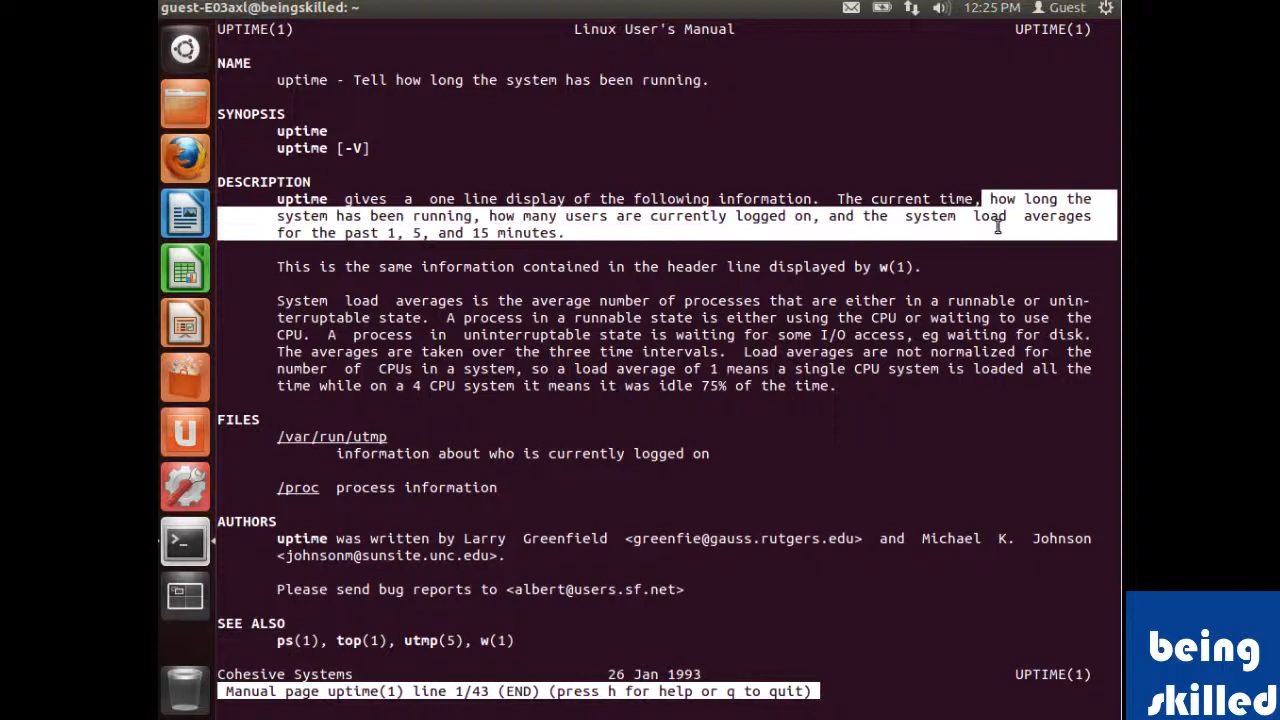 guest-E03axl@beingskilled: ~ 12:25 PM Guest
UPTIME(1) Linux User's Manual UPTIME(1)
NAME
uptime - Tell how long the system has been running.
SYNOPSIS
uptime
uptime [-V]
DESCRIPTION
uptime gives a one line display of the following information. The current time, how long the
system has been running, how many users are currently logged on, and the system load averages
for the past 1, 5, and 15 minutes.
This is the same information contained in the header line displayed by w(1).
System load averages is the average number of processes that are either in a runnable or unin-
terruptable state. A process in a runnable state is either using the CPU or waiting to use the
CPU. A process in uninterruptable state is waiting for some I/O access, eg waiting for disk.
The averages are taken over the three time intervals. Load averages are not normalized for the
number of CPUs in a system, so a load average of 1 means a single CPU system is loaded all the
time while on a 4 CPU system it means it was idle 75% of the time.
FILES
/var/run/utmp
information about who is currently logged on
/proc process information
AUTHORS
uptime was written by Larry Greenfield <greenfie@gauss.rutgers.edu> and Michael K. Johnson
<johnsonm@sunsite.unc.edu>.
Please send bug reports to <albert@users.sf.net>
SEE ALSO
ps(1), top(1), utmp(5), w(1)
Cohesive Systems 26 Jan 1993 UPTIME(1)
Manual page uptime(1) line 1/43 (END) (press h for help or q to quit)
being
skilled